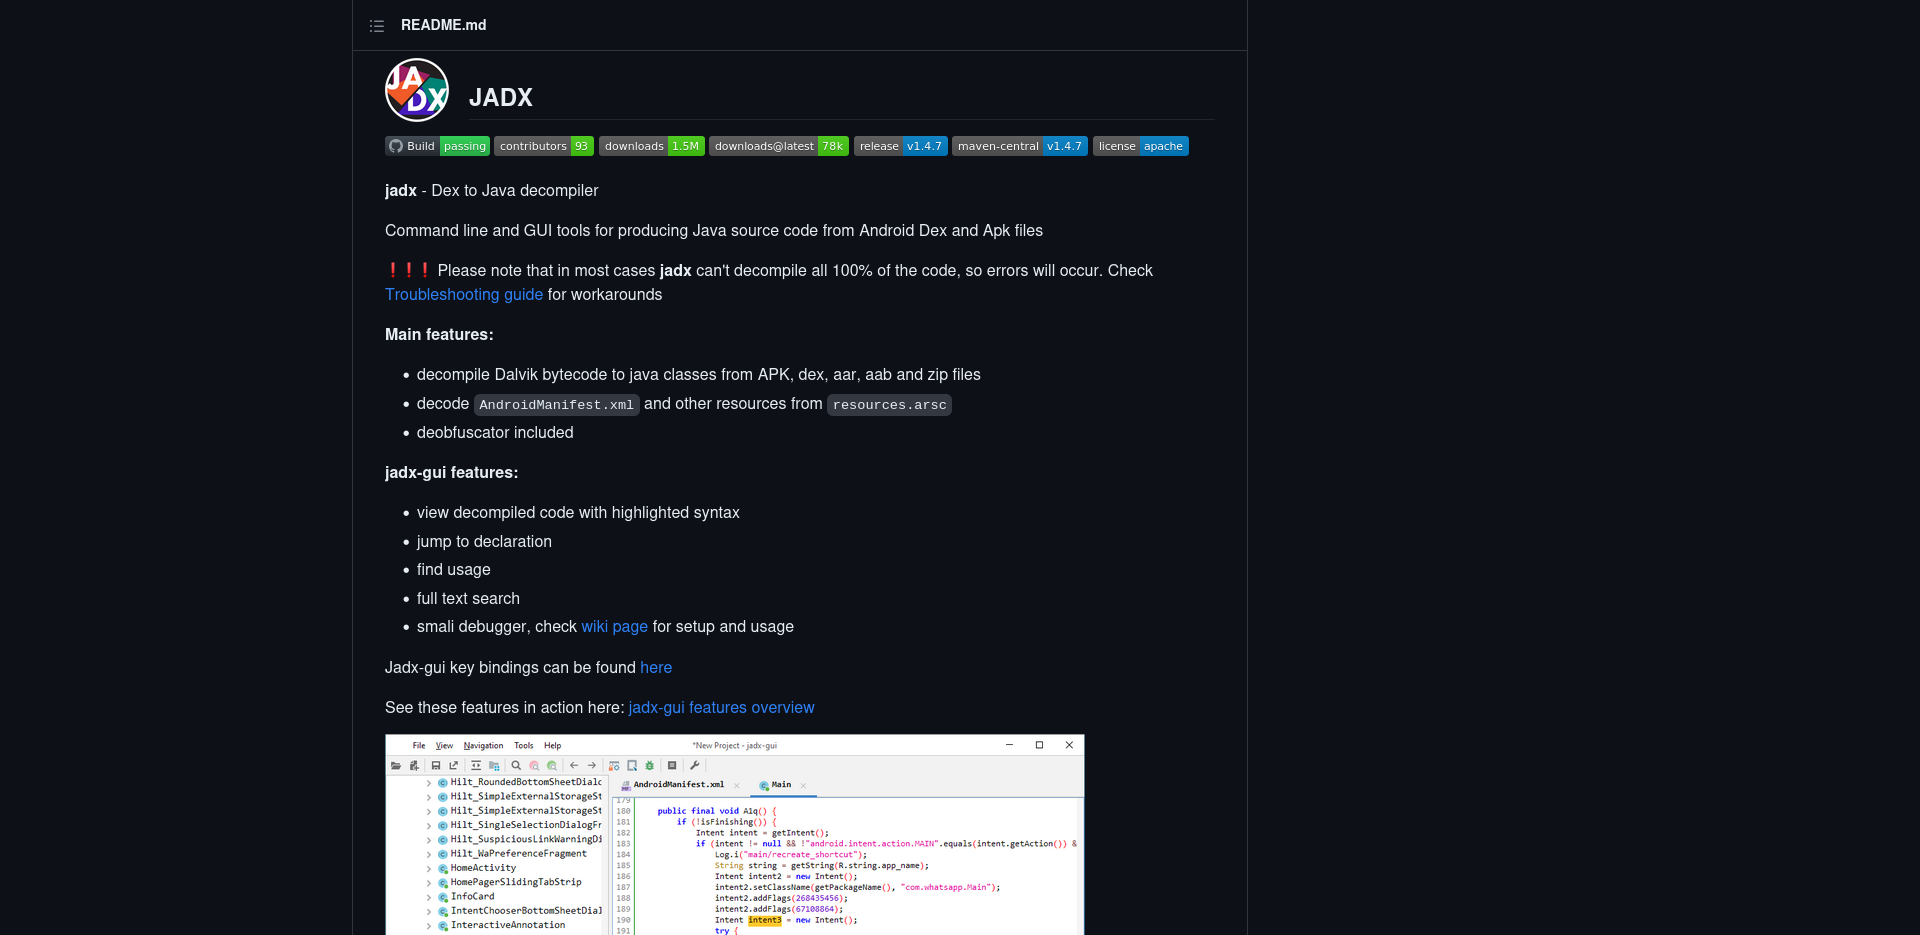 README.md
JADX
JADX
Build passing contributors 93 downloads 1.5M downloads@latest 78k release v1.4.7 maven-central v1.4.7 license apache
jadx - Dex to Java decompiler
Command line and GUI tools for producing Java source code from Android Dex and Apk files
❗❗❗ Please note that in most cases jadx can't decompile all 100% of the code, so errors will occur. Check
Troubleshooting guide for workarounds
Main features:
• decompile Dalvik bytecode to java classes from APK, dex, aar, aab and zip files
• decode AndroidManifest.xml and other resources from resources.arsc
• deobfuscator included
jadx-gui features:
• view decompiled code with highlighted syntax
• jump to declaration
• find usage
• full text search
• smali debugger, check wiki page for setup and usage
Jadx-gui key bindings can be found here
See these features in action here: jadx-gui features overview
File View Navigation Tools Help *New Project - jadx-gui
Hilt_RoundedBottomSheetDialc
Hilt_SimpleExternalStorageSt
Hilt_SimpleExternalStorageSt
Hilt_SingleSelectionDialogFr
Hilt_SuspiciousLinkWarningDi
Hilt_WaPreferenceFragment
HomeActivity
HomePagerSlidingTabStrip
InfoCard
IntentChooserBottomSheetDial
InteractiveAnnotation
AndroidManifest.xml Main
179
180 public final void A1q() {
181 if (!isFinishing()) {
182 Intent intent = getIntent();
183 if (intent != null && !"android.intent.action.MAIN".equals(intent.getAction()) &
184 Log.i("main/recreate_shortcut");
185 String string = getString(R.string.app_name);
186 Intent intent2 = new Intent();
187 intent2.setClassName(getPackageName(), "com.whatsapp.Main");
188 intent2.addFlags(268435456);
189 intent2.addFlags(67108864);
190 Intent intent3 = new Intent();
191 try {